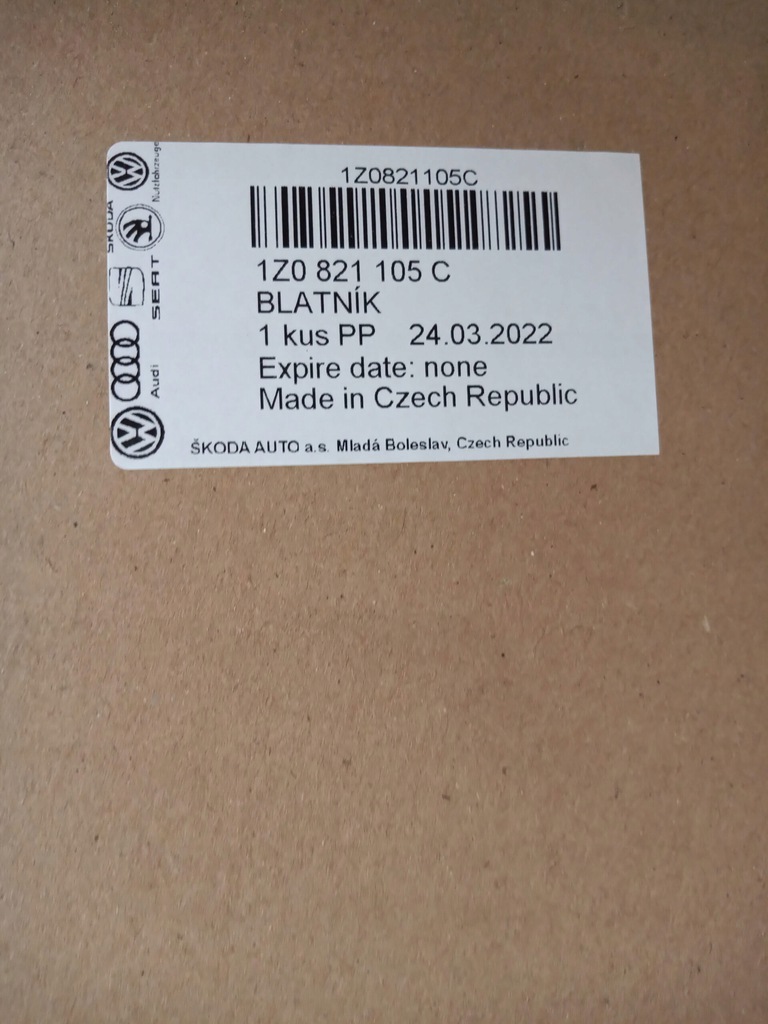 1Z0821105C
1Z0 821 105 C
BLATNÍK
1 kus PP 24.03.2022
Expire date: none
Made in Czech Republic
ŠKODA AUTO a.s. Mladá Boleslav, Czech Republic
Nutzfahrzeuge
ŠKODA
SEAT
Audi